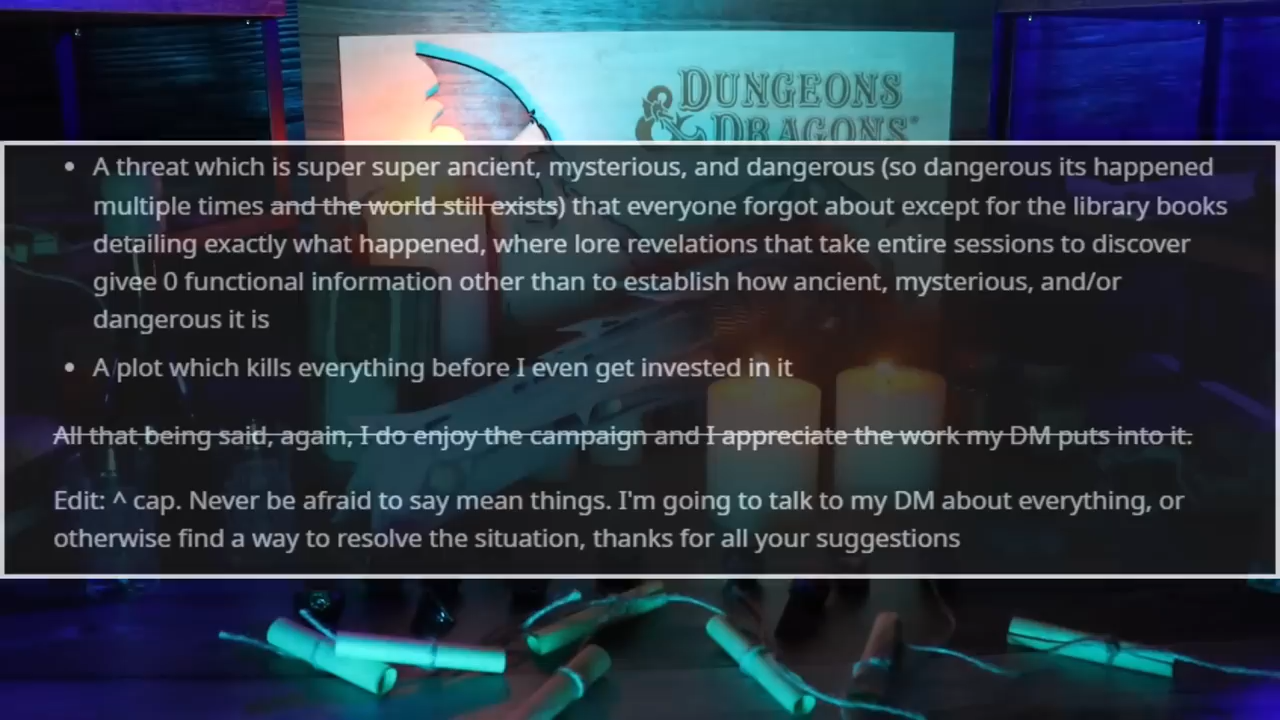 DUNGEONS
& DRAGONS®
• A threat which is super super ancient, mysterious, and dangerous (so dangerous its happened
multiple times and the world still exists) that everyone forgot about except for the library books
detailing exactly what happened, where lore revelations that take entire sessions to discover
givee 0 functional information other than to establish how ancient, mysterious, and/or
dangerous it is
• A plot which kills everything before I even get invested in it
All that being said, again, I do enjoy the campaign and I appreciate the work my DM puts into it.
Edit: ^ cap. Never be afraid to say mean things. I'm going to talk to my DM about everything, or
otherwise find a way to resolve the situation, thanks for all your suggestions